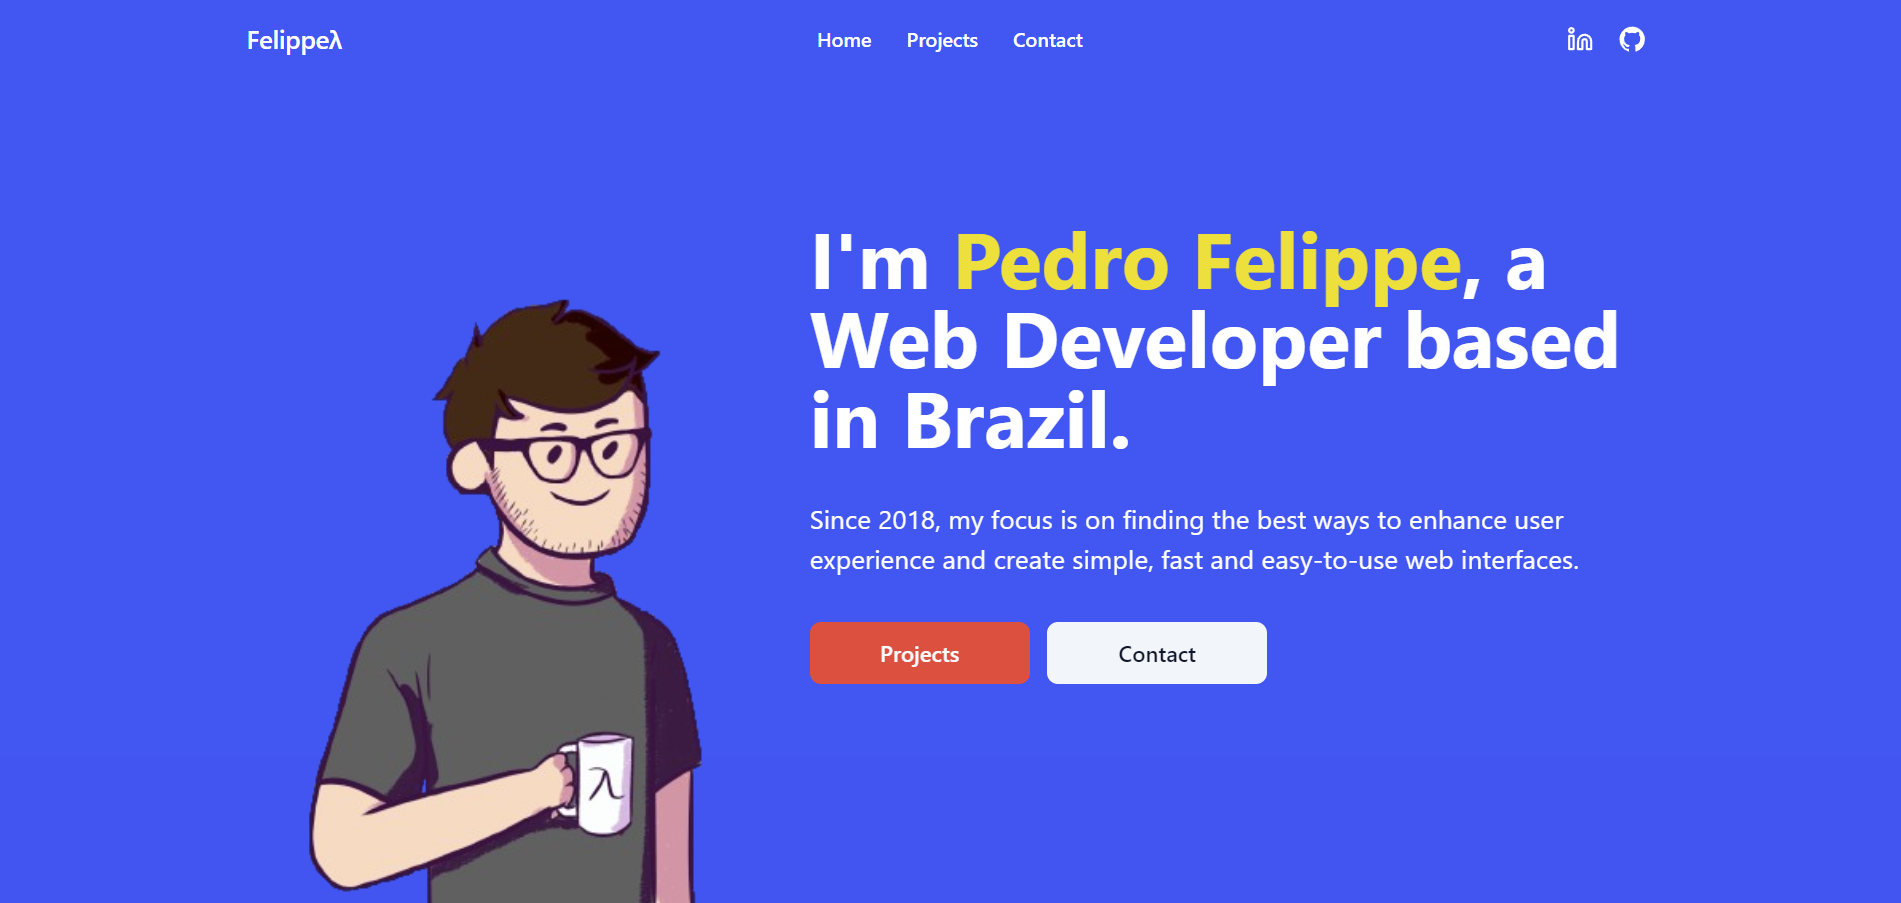 Felippeλ
Home Projects Contact
I'm Pedro Felippe, a
Web Developer based
in Brazil.
Since 2018, my focus is on finding the best ways to enhance user
experience and create simple, fast and easy-to-use web interfaces.
Projects Contact
λ